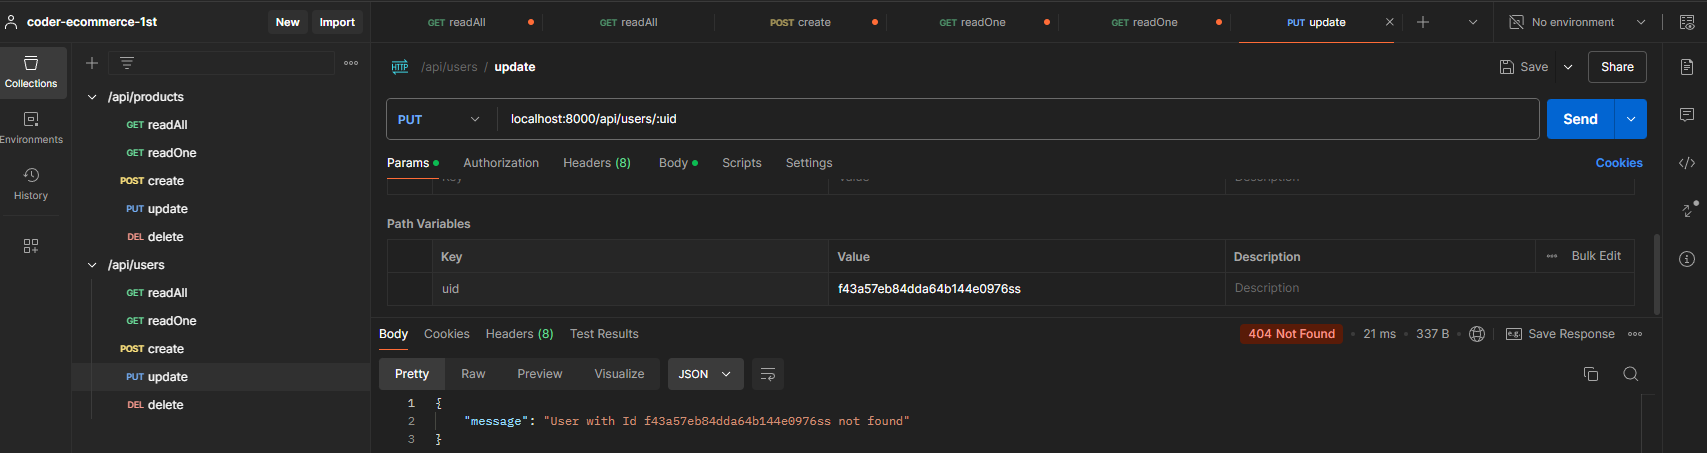 coder-ecommerce-1st New Import GET readAll GET readAll POST create GET readOne GET readOne PUT update No environment
Collections
Environments
History
/api/products
GET readAll
GET readOne
POST create
PUT update
DEL delete
/api/users
GET readAll
GET readOne
POST create
PUT update
DEL delete
HTTP /api/users / update Save Share
PUT localhost:8000/api/users/:uid Send
Params Authorization Headers (8) Body Scripts Settings Cookies
Key Value Description
Path Variables
Key Value Description Bulk Edit
uid f43a57eb84dda64b144e0976ss Description
Body Cookies Headers (8) Test Results 404 Not Found 21 ms 337 B e.g. Save Response
Pretty Raw Preview Visualize JSON
1 {
2 "message": "User with Id f43a57eb84dda64b144e0976ss not found"
3 }